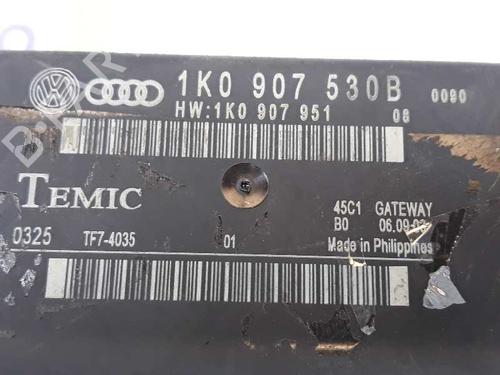 1K0 907 530B 0090
HW:1K0 907 951 08
TEMIC
45C1 GATEWAY
B0
0325 TF7-4035 01
Made in Philippines